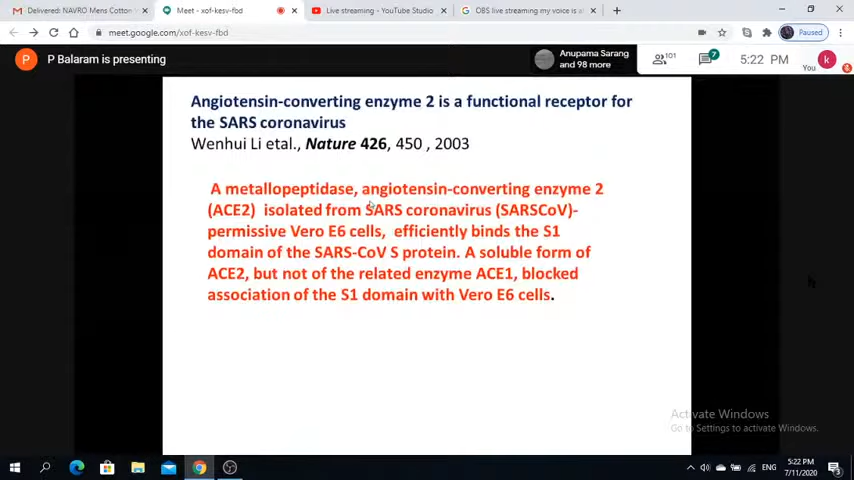 Delivered: NAVRO Mens Cotton
Meet - xof-kesv-fbd
Live streaming - YouTube Studio
OBS live streaming my voice is a
meet.google.com/xof-kesv-fbd
Paused
P
P Balaram is presenting
Anupama Sarang
and 98 more
101
7
5:22 PM
You
k
Angiotensin-converting enzyme 2 is a functional receptor for
the SARS coronavirus
Wenhui Li etal., Nature 426, 450 , 2003
A metallopeptidase, angiotensin-converting enzyme 2
(ACE2) isolated from SARS coronavirus (SARSCoV)-
permissive Vero E6 cells, efficiently binds the S1
domain of the SARS-CoV S protein. A soluble form of
ACE2, but not of the related enzyme ACE1, blocked
association of the S1 domain with Vero E6 cells.
Activate Windows
Go to Settings to activate Windows.
ENG
5:22 PM
7/11/2020
3